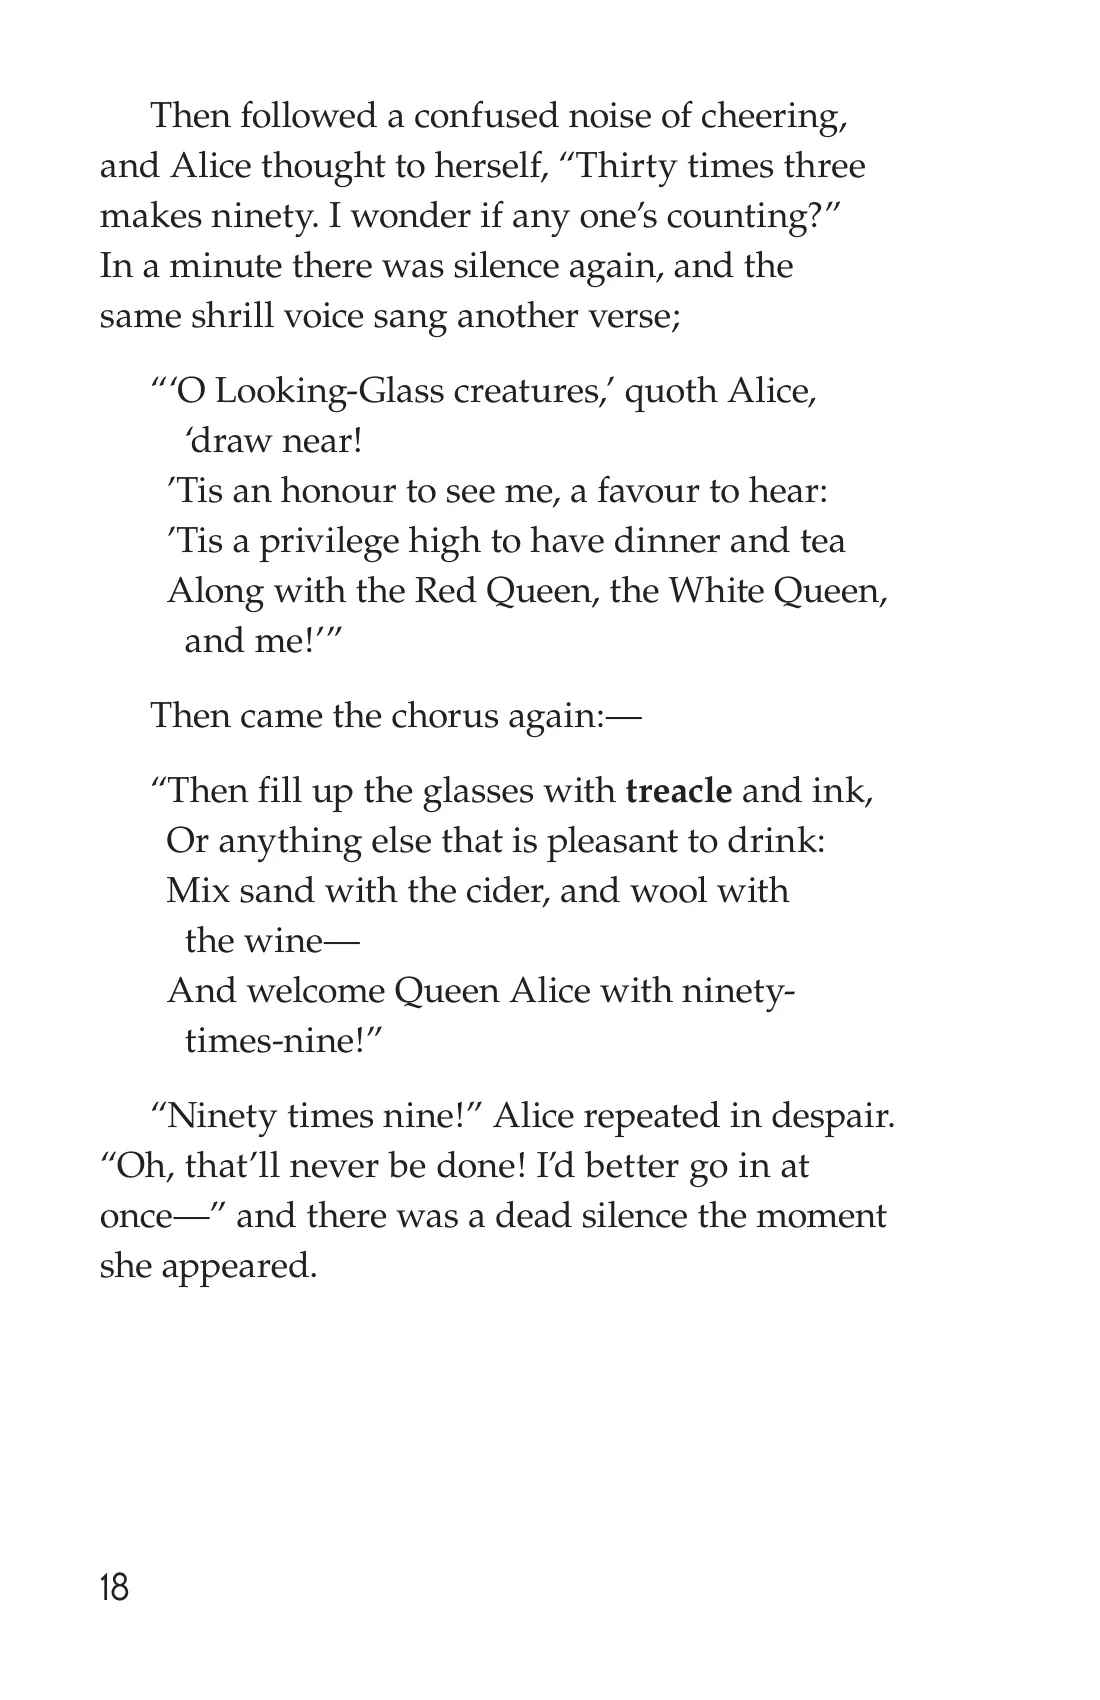 Then followed a confused noise of cheering,
and Alice thought to herself, “Thirty times three
makes ninety. I wonder if any one’s counting?”
In a minute there was silence again, and the
same shrill voice sang another verse;
“‘O Looking-Glass creatures,’ quoth Alice,
‘draw near!
’Tis an honour to see me, a favour to hear:
’Tis a privilege high to have dinner and tea
Along with the Red Queen, the White Queen,
and me!’”
Then came the chorus again:—
“Then fill up the glasses with treacle and ink,
Or anything else that is pleasant to drink:
Mix sand with the cider, and wool with
the wine—
And welcome Queen Alice with ninety-
times-nine!”
“Ninety times nine!” Alice repeated in despair.
“Oh, that’ll never be done! I’d better go in at
once—” and there was a dead silence the moment
she appeared.
18